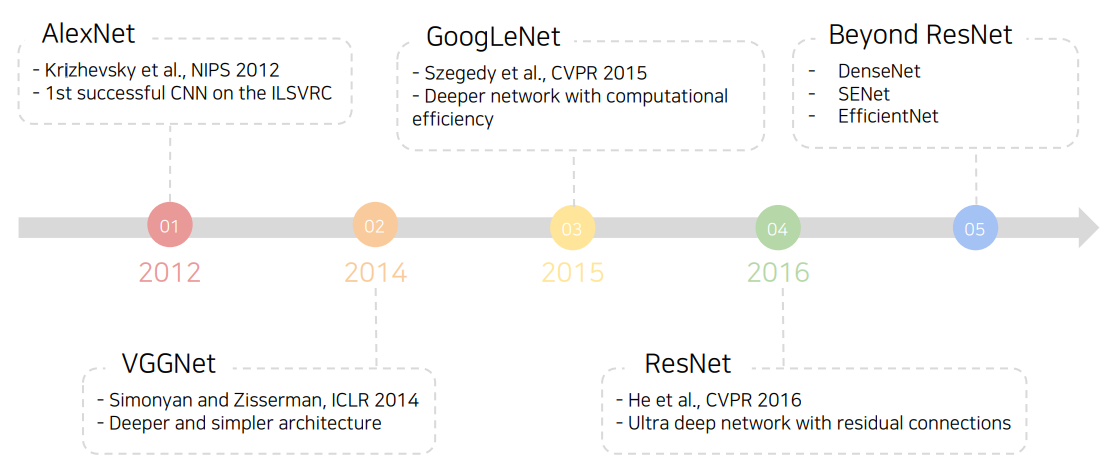 AlexNet
- Krizhevsky et al., NIPS 2012
- 1st successful CNN on the ILSVRC
GoogLeNet
- Szegedy et al., CVPR 2015
- Deeper network with computational
efficiency
Beyond ResNet
- DenseNet
- SENet
- EfficientNet
01
02
03
04
05
2012
2014
2015
2016
VGGNet
- Simonyan and Zisserman, ICLR 2014
- Deeper and simpler architecture
ResNet
- He et al., CVPR 2016
- Ultra deep network with residual connections